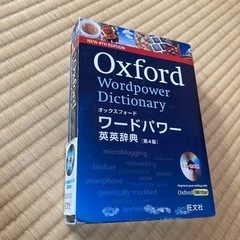 NEW 4TH EDITION
Oxford
Wordpower
Dictionary
オックスフォード
ワードパワー
英英辞典 [第4版]
microblogging
networking
biofuel
smartphone
genetically modified
旺文社